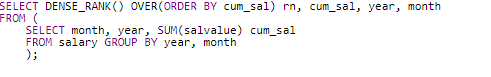 SELECT DENSE_RANK() OVER(ORDER BY cum_sal) rn, cum_sal, year, month
FROM (
SELECT month, year, SUM(salvalue) cum_sal
FROM salary GROUP BY year, month
);